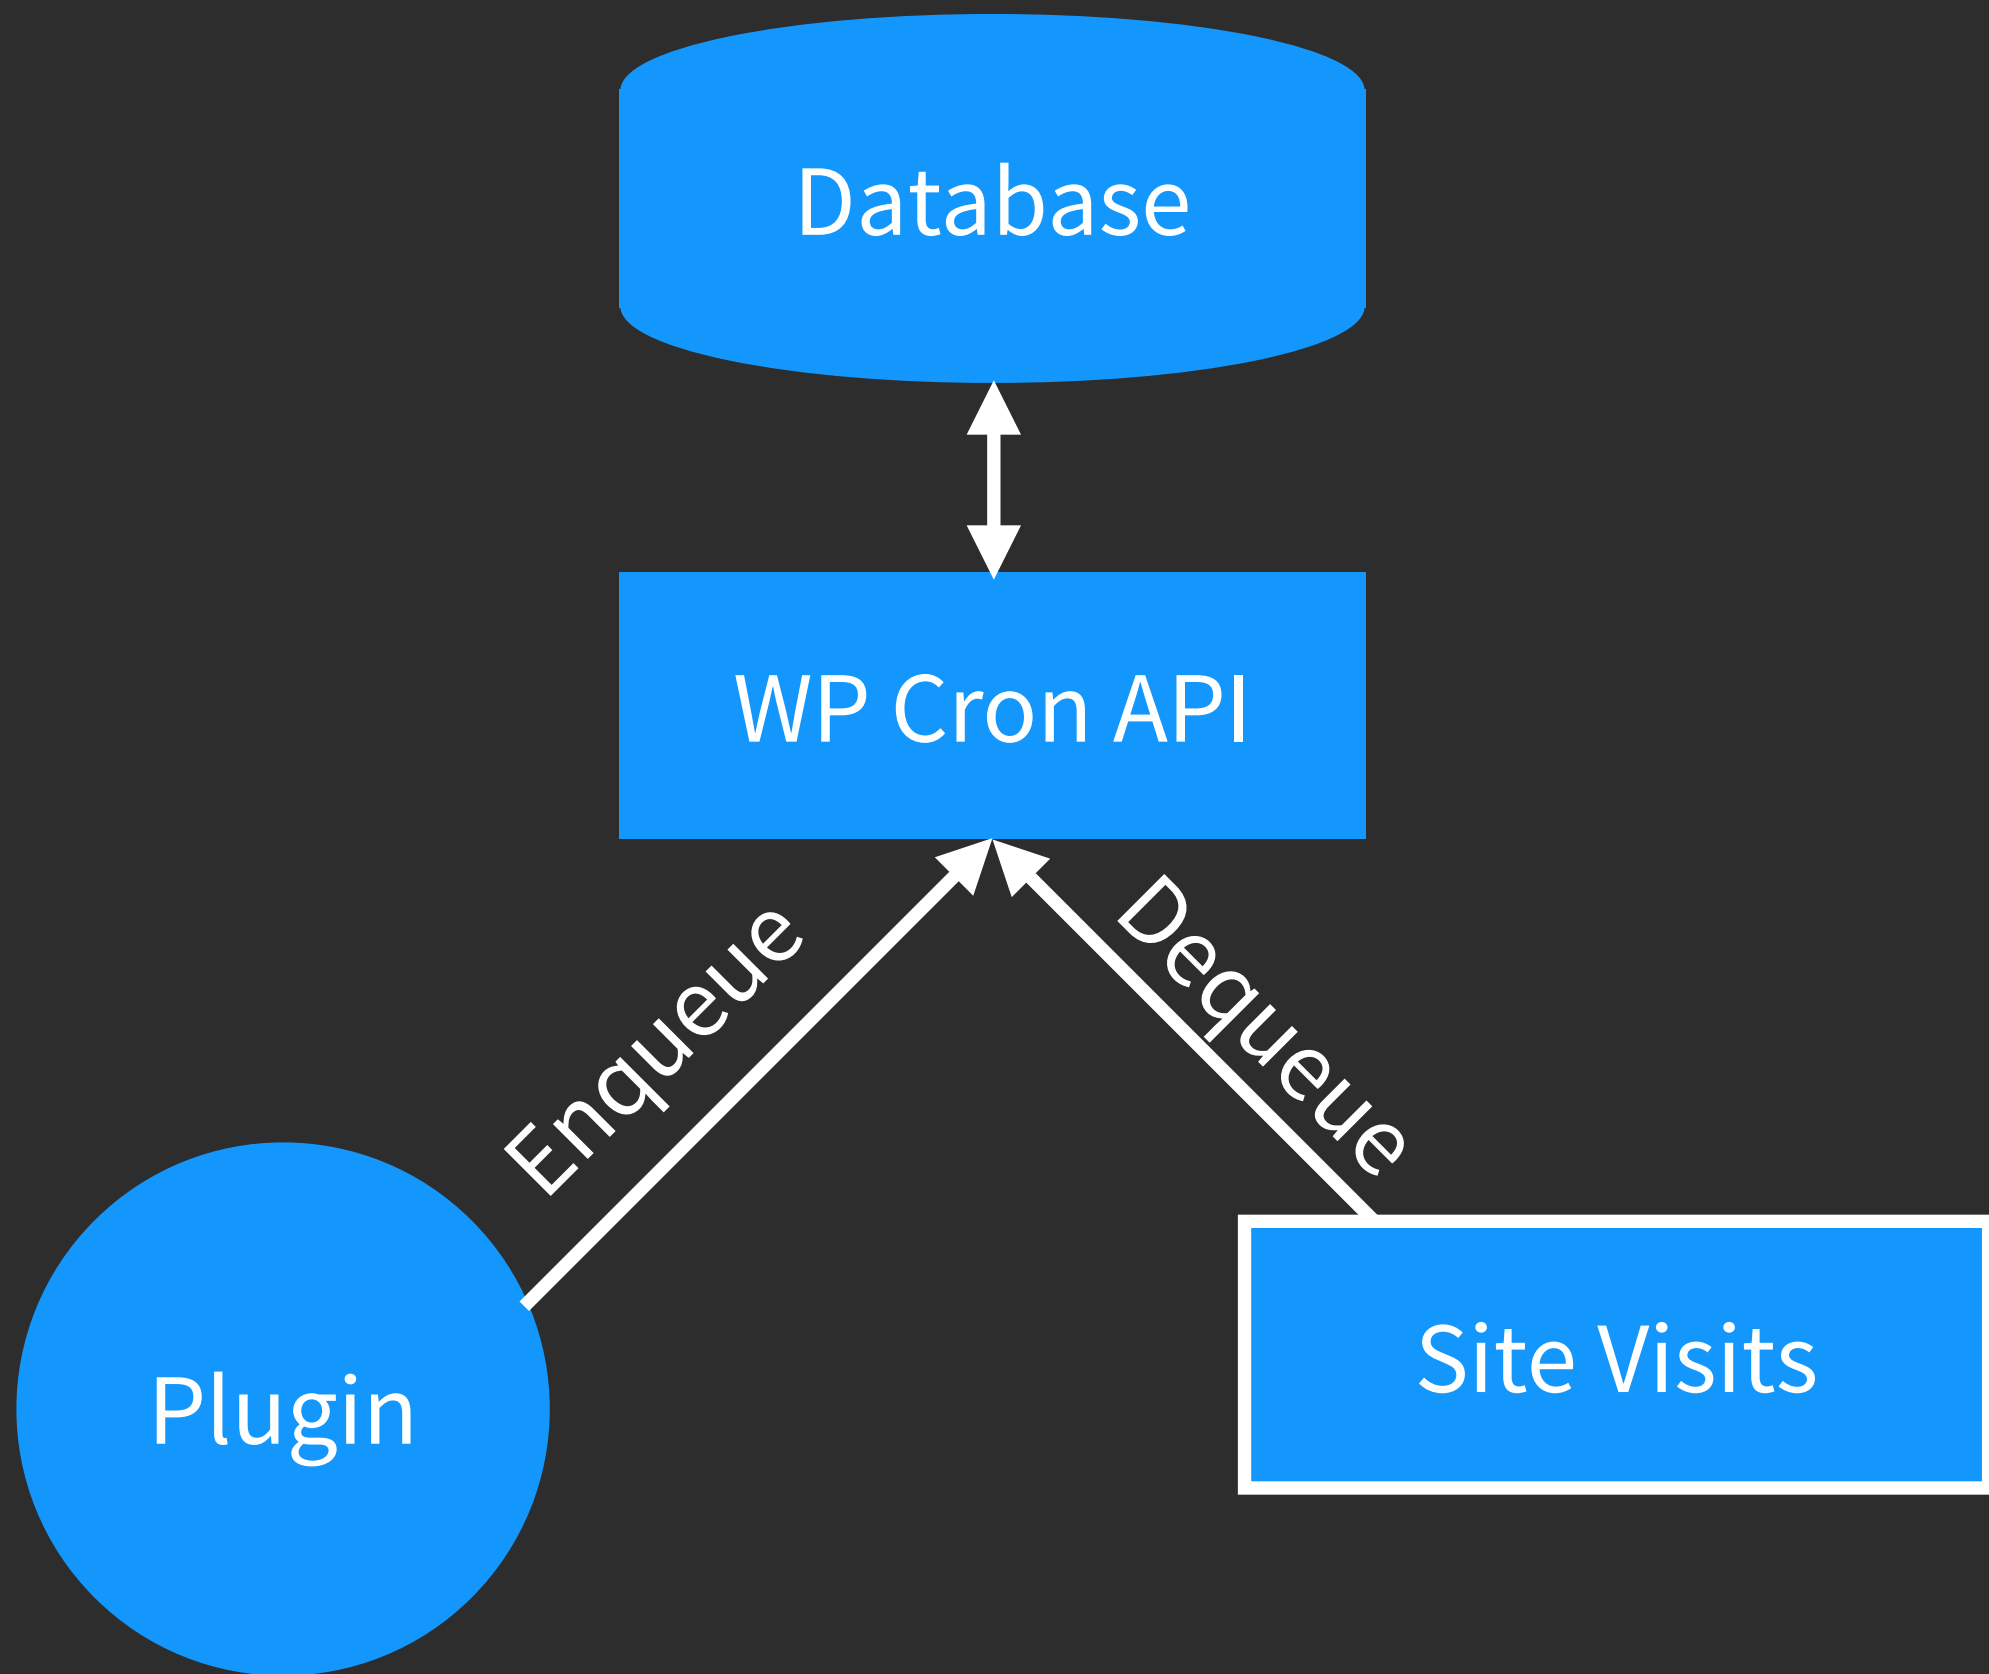 Database
WP Cron API
Enqueue
Dequeue
Plugin
Site Visits